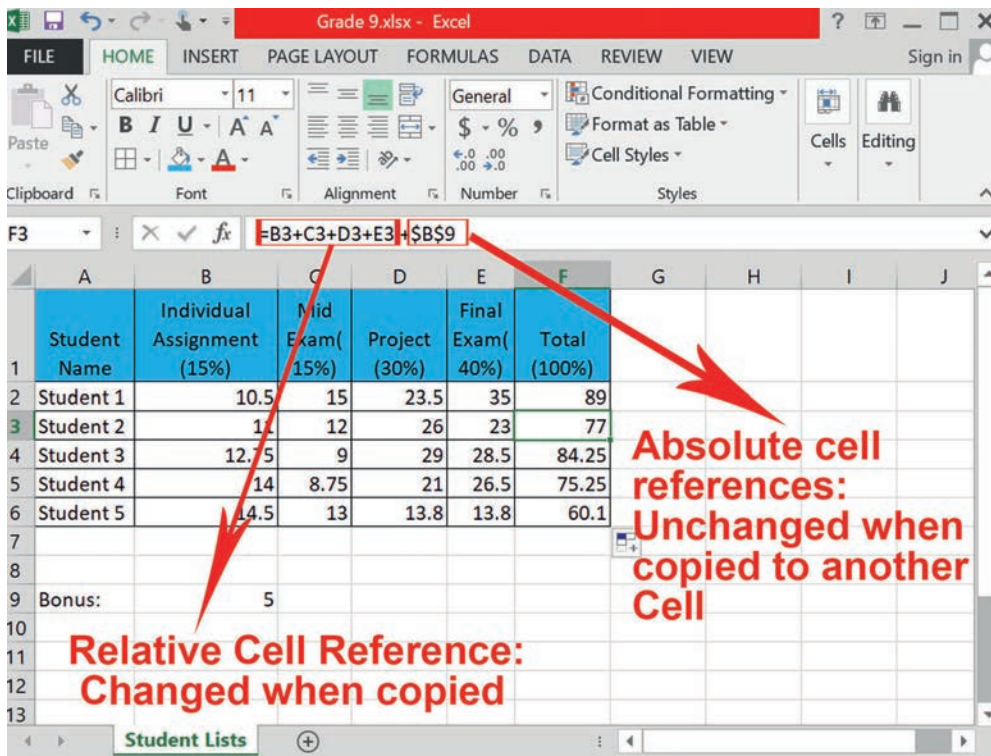 Grade 9.xlsx - Excel
?
FILE HOME INSERT PAGE LAYOUT FORMULAS DATA REVIEW VIEW Sign in
Paste
Calibri 11
B I U A A
A
General
$ % ,
.0 .00
.00 .0
Conditional Formatting
Format as Table
Cell Styles
Cells
Editing
Clipboard Font Alignment Number Styles
F3 fx =B3+C3+D3+E3+$B$9
A B C D E F G H I J
1
Student
Name
Individual
Assignment
(15%)
Mid
Exam(
15%)
Project
(30%)
Final
Exam(
40%)
Total
(100%)
2 Student 1 10.5 15 23.5 35 89
3 Student 2 11 12 26 23 77
4 Student 3 12.75 9 29 28.5 84.25
5 Student 4 14 8.75 21 26.5 75.25
6 Student 5 14.5 13 13.8 13.8 60.1
7
8
9 Bonus: 5
10
11
12
13
Absolute cell
references:
Unchanged when
copied to another
Cell
Relative Cell Reference:
Changed when copied
Student Lists